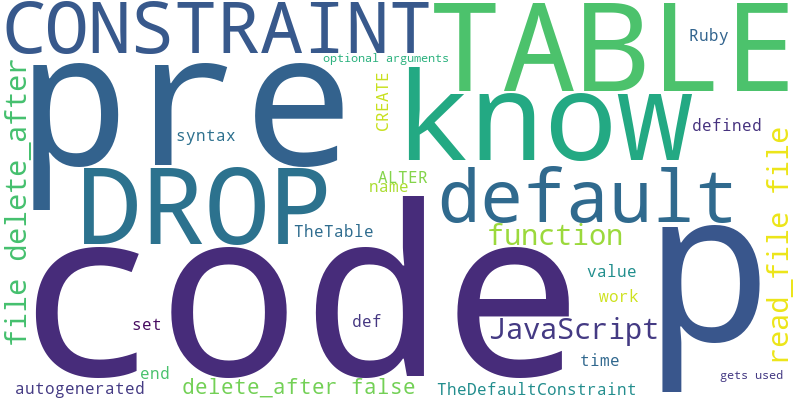 CONSTRAINT
TABLE
Ruby
optional arguments
pre
know
CREATE
file delete_after
syntax
defined
read_file file
DROP
ALTER
name
default
TheTable
function
code
p
value
work
set
def
JavaScript
time
end
gets used
autogenerated
delete_after false
TheDefaultConstraint